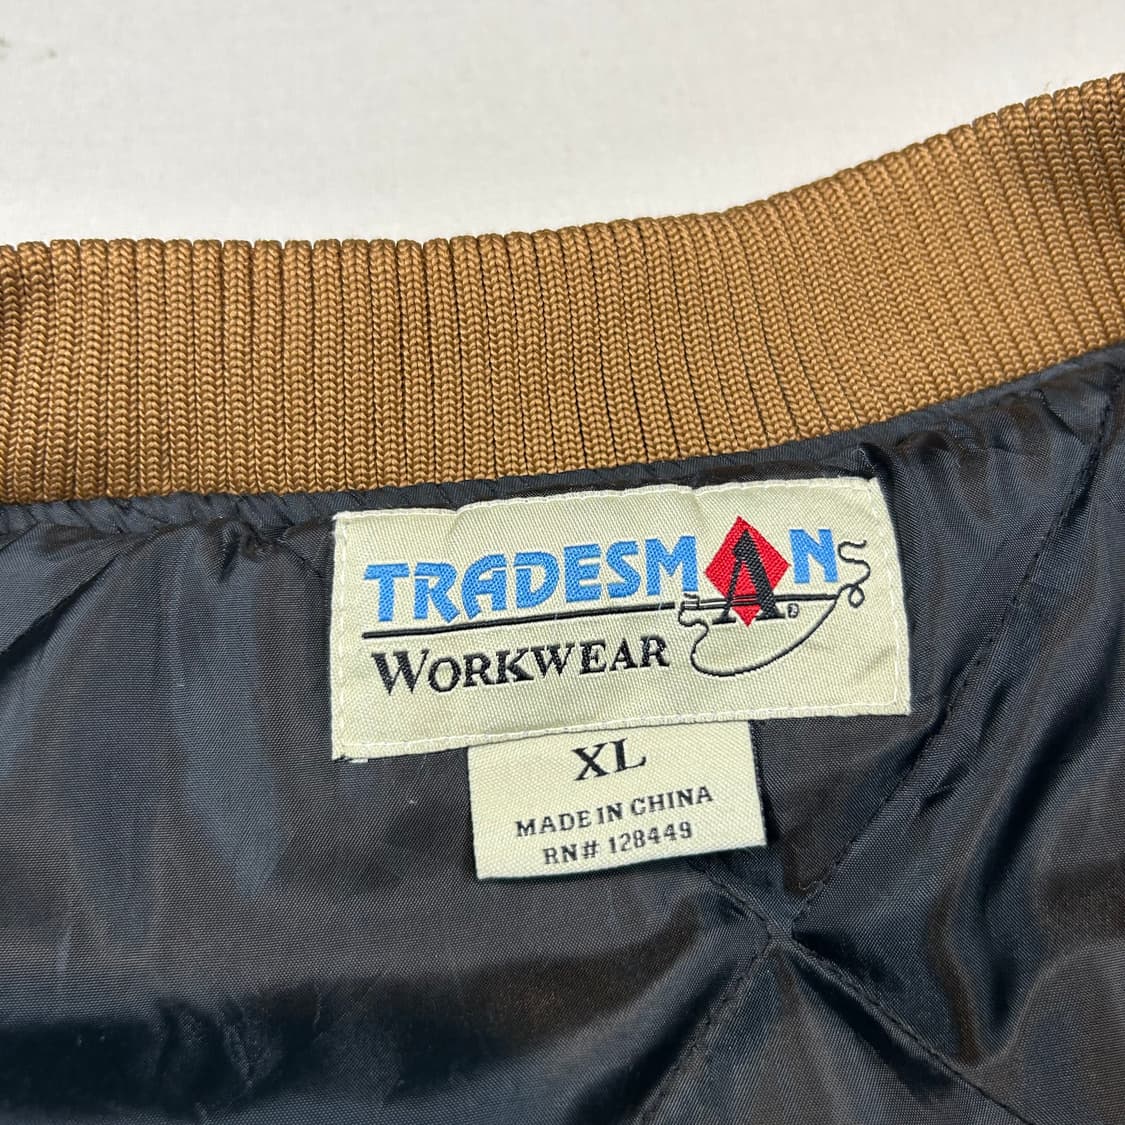 TRADESMAN®
WORKWEAR
XL
MADE IN CHINA
RN# 128449